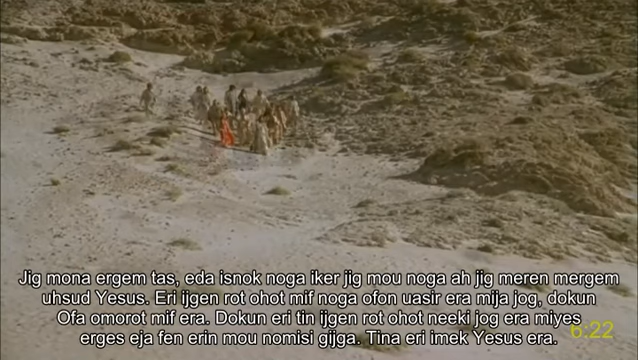 Jig mona ergem tas, eda isnok noga iker jig mou noga ah jig meren mergem
uhsud Yesus. Eri ijgen rot ohot mif noga ofon uasir era mija jog, dokun
Ofa omorot mif era. Dokun eri tin ijgen rot ohot neeki jog era miyes
erges eja fen erin mou nomisi gijga. Tina eri imek Yesus era.
6:22